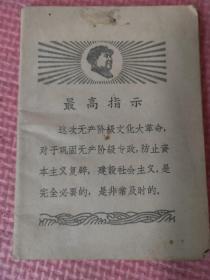 最高指示
这次无产阶级文化大革命，
对于巩固无产阶级专政，防止资
本主义复辟，建设社会主义，是
完全必要的，是非常及时的。